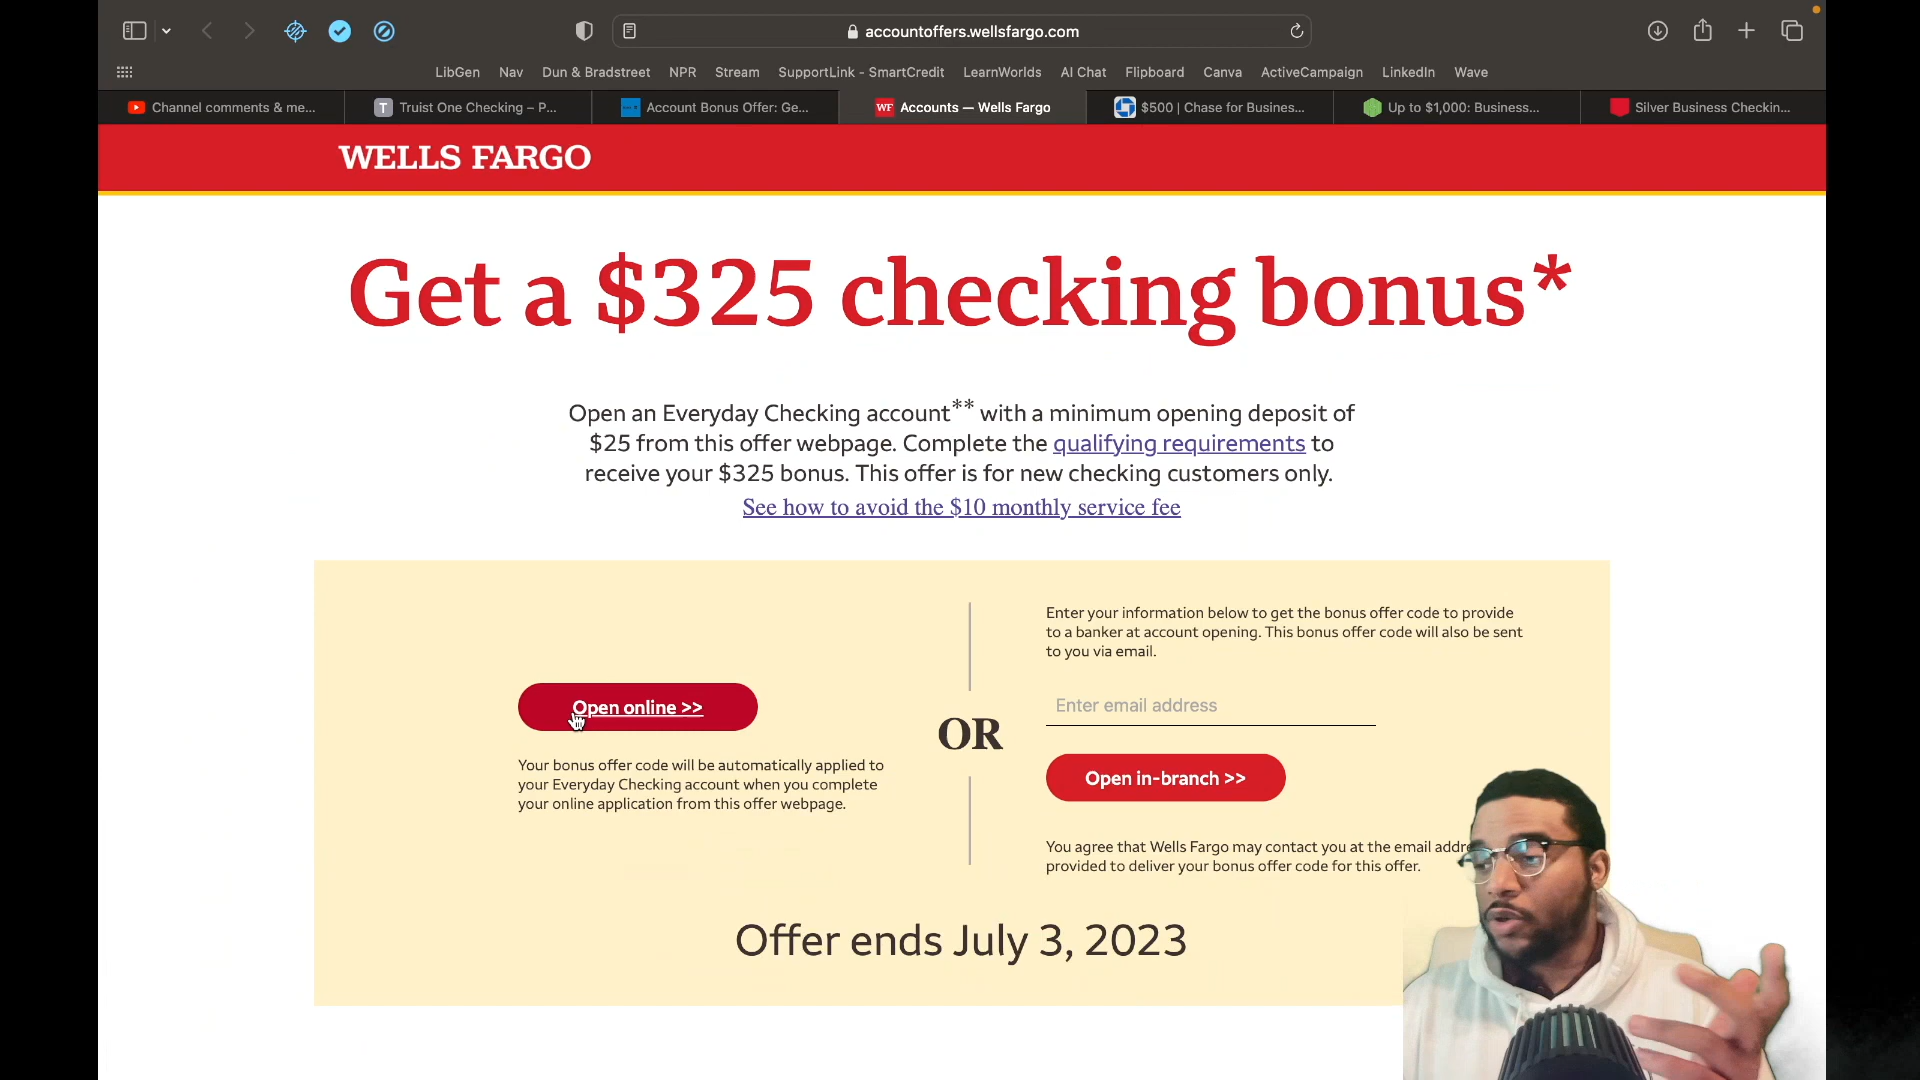 accountoffers.wellsfargo.com
LibGen Nav Dun & Bradstreet NPR Stream SupportLink - SmartCredit LearnWorlds AI Chat Flipboard Canva ActiveCampaign LinkedIn Wave
Channel comments & me... T Truist One Checking – P... Account Bonus Offer: Ge... WF Accounts — Wells Fargo $500 | Chase for Busines... Up to $1,000: Business... Silver Business Checkin...
WELLS FARGO
Get a $325 checking bonus*
Open an Everyday Checking account** with a minimum opening deposit of
$25 from this offer webpage. Complete the qualifying requirements to
receive your $325 bonus. This offer is for new checking customers only.
See how to avoid the $10 monthly service fee
Open online >>
Your bonus offer code will be automatically applied to
your Everyday Checking account when you complete
your online application from this offer webpage.
OR
Enter your information below to get the bonus offer code to provide
to a banker at account opening. This bonus offer code will also be sent
to you via email.
Enter email address
Open in-branch >>
You agree that Wells Fargo may contact you at the email addre
provided to deliver your bonus offer code for this offer.
Offer ends July 3, 2023